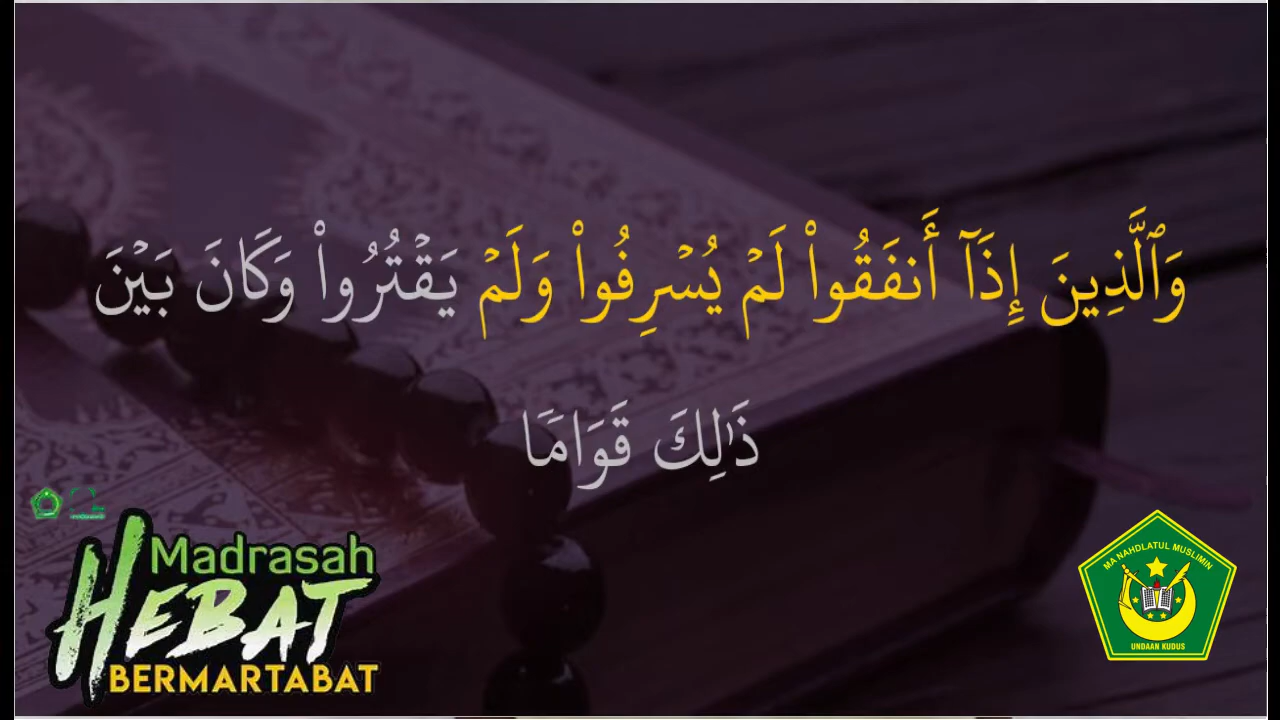 وَٱلَّذِينَ إِذَآ أَنفَقُوا۟ لَمْ يُسْرِفُوا۟ وَلَمْ يَقْتُرُوا۟ وَكَانَ بَيْنَ
ذَٰلِكَ قَوَامًا
Madrasah
HEBAT
BERMARTABAT
MA NAHDLATUL MUSLIMIN
UNDAAN KUDUS